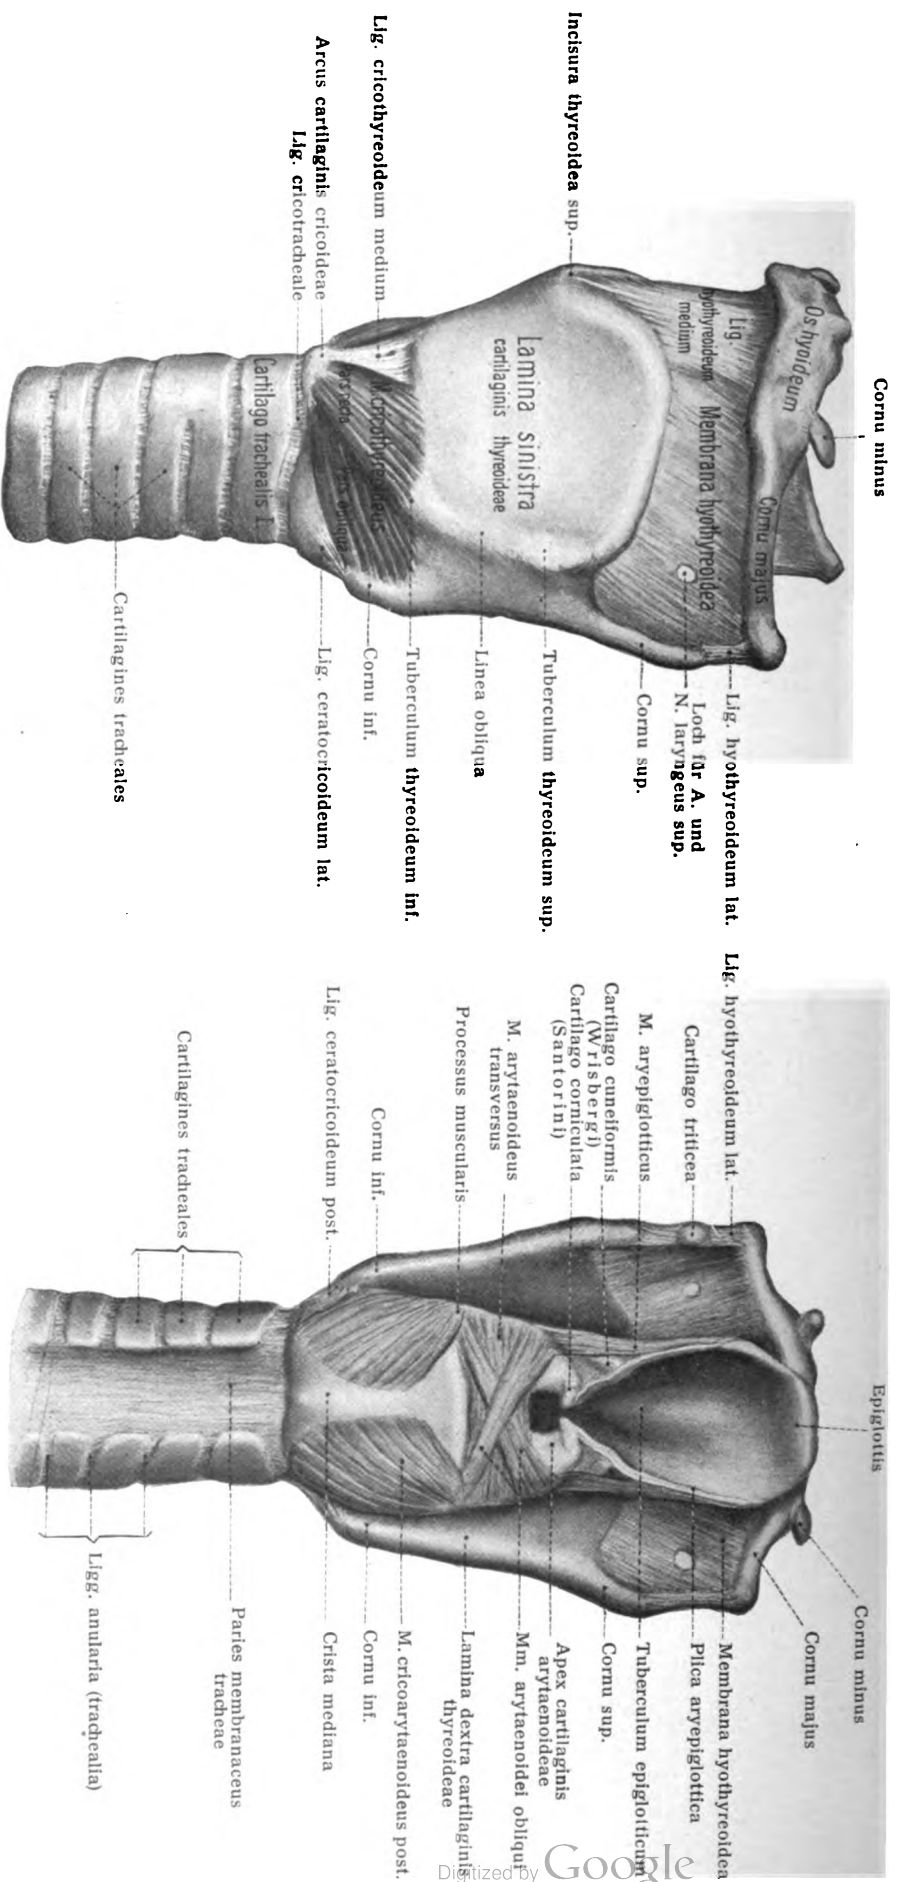 Cornu minus
Os hyoideum
Cornu majus
Lig.
hyothyreoideum
medium
Membrana hyothyreoidea
Incisura thyreoidea sup.
Lamina sinistra
cartilaginis thyreoideae
Lig. cricothyreoideum medium
Arcus cartilaginis cricoideae
Lig. cricotracheale
M. cricothyreoideus
Pars recta
Pars obliqua
Cartilago trachealis I.
Lig. hyothyreoideum lat.
Loch für A. und
N. laryngeus sup.
Cornu sup.
Tuberculum thyreoideum sup.
Linea obliqua
Tuberculum thyreoideum inf.
Cornu inf.
Lig. ceratocricoideum lat.
Cartilagines tracheales
Epiglottis
Lig. hyothyreoideum lat.
Cartilago triticea
M. aryepiglotticus
Cartilago cuneiformis
(Wrisbergi)
Cartilago corniculata
(Santorini)
M. arytaenoideus
transversus
Processus muscularis
Cornu inf.
Lig. ceratocricoideum post.
Cartilagines tracheales
Cornu minus
Cornu majus
Membrana hyothyreoidea
Plica aryepiglottica
Tuberculum epiglotticum
Cornu sup.
Apex cartilaginis
arytaenoideae
Mm. arytaenoidei obliqui
Lamina dextra cartilaginis
thyreoideae
M. cricoarytaenoideus post.
Cornu inf.
Crista mediana
Paries membranaceus
tracheae
Ligg. anularia (trachealia)
Digitized by Google